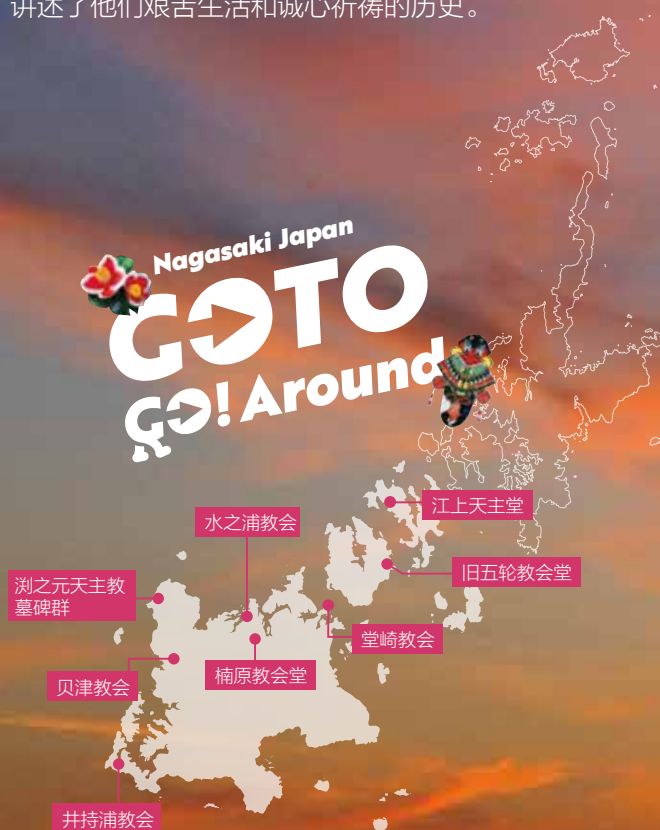 讲述了他们艰苦生活和诚心祈祷的历史。
Nagasaki Japan
GOTO
GO! Around
江上天主堂
水之浦教会
旧五轮教会堂
渕之元天主教
墓碑群
堂崎教会
楠原教会堂
贝津教会
井持浦教会